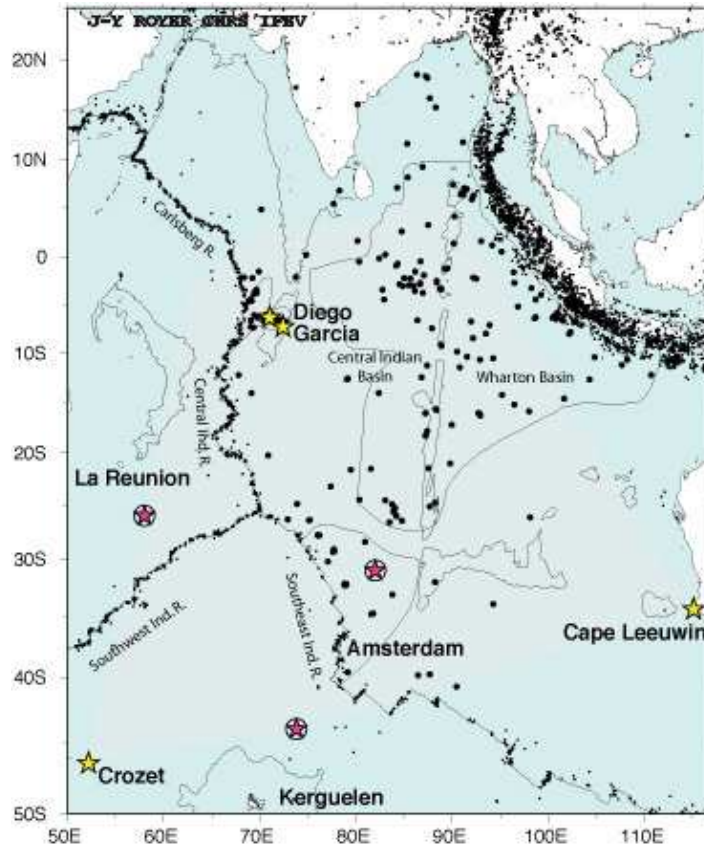 J-Y ROYER CNRS IPEV
20N
10N
0
10S
20S
30S
40S
50S
50E
60E
70E
80E
90E
100E
110E
Carlsberg R.
Diego
Garcia
Central Indian
Basin
Wharton Basin
Central Ind. R.
La Reunion
Southwest Ind. R.
Southeast Ind. R.
Amsterdam
Cape Leeuwin
Crozet
Kerguelen